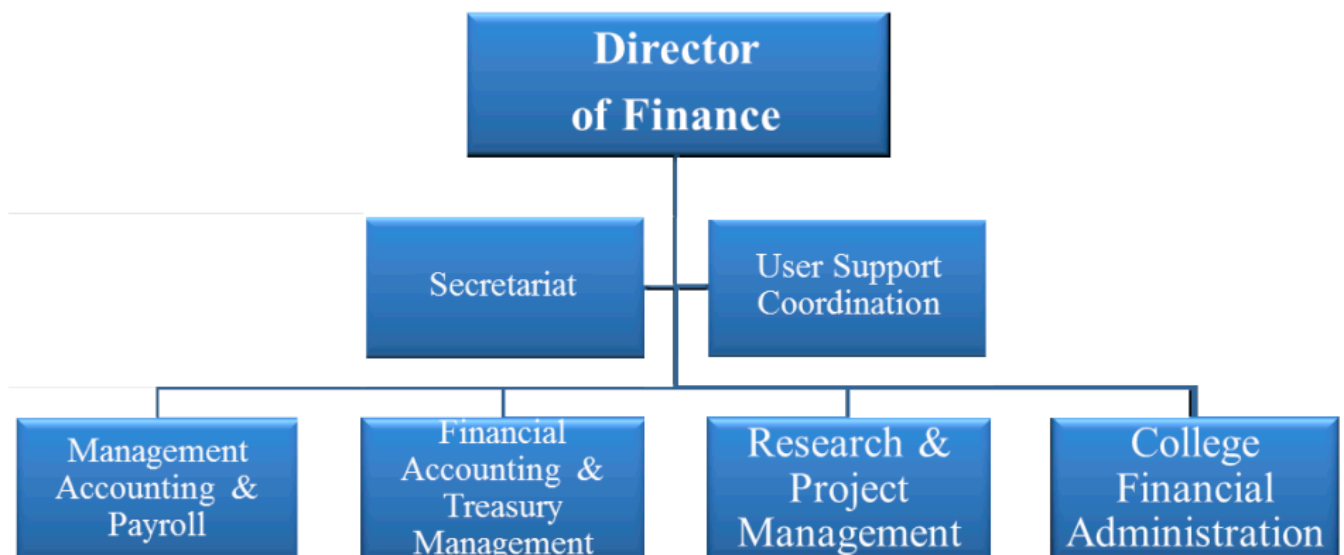 Director
of Finance
Secretariat
User Support
Coordination
Management
Accounting &
Payroll
Financial
Accounting &
Treasury
Management
Research &
Project
Management
College
Financial
Administration